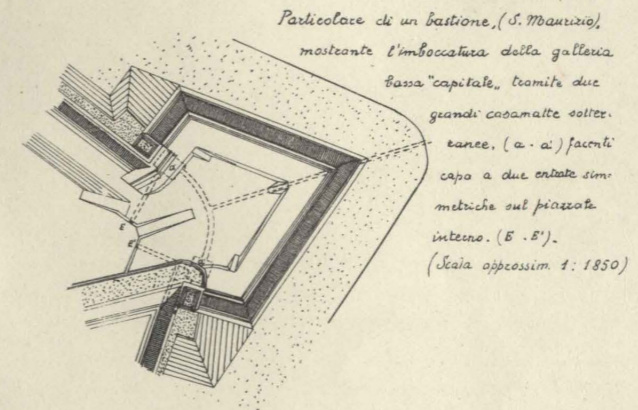 Particolare di un bastione, (S. Maurizio),
mostrante l'imboccatura della galleria
bassa "capitale„ tramite due
grandi casamatte sotter-
ranee, (a - a') facenti
capo a due entrate sim-
metriche sul piazzale
interno. (E - E').
(Scala approssim. 1: 1850)
a
E
E'